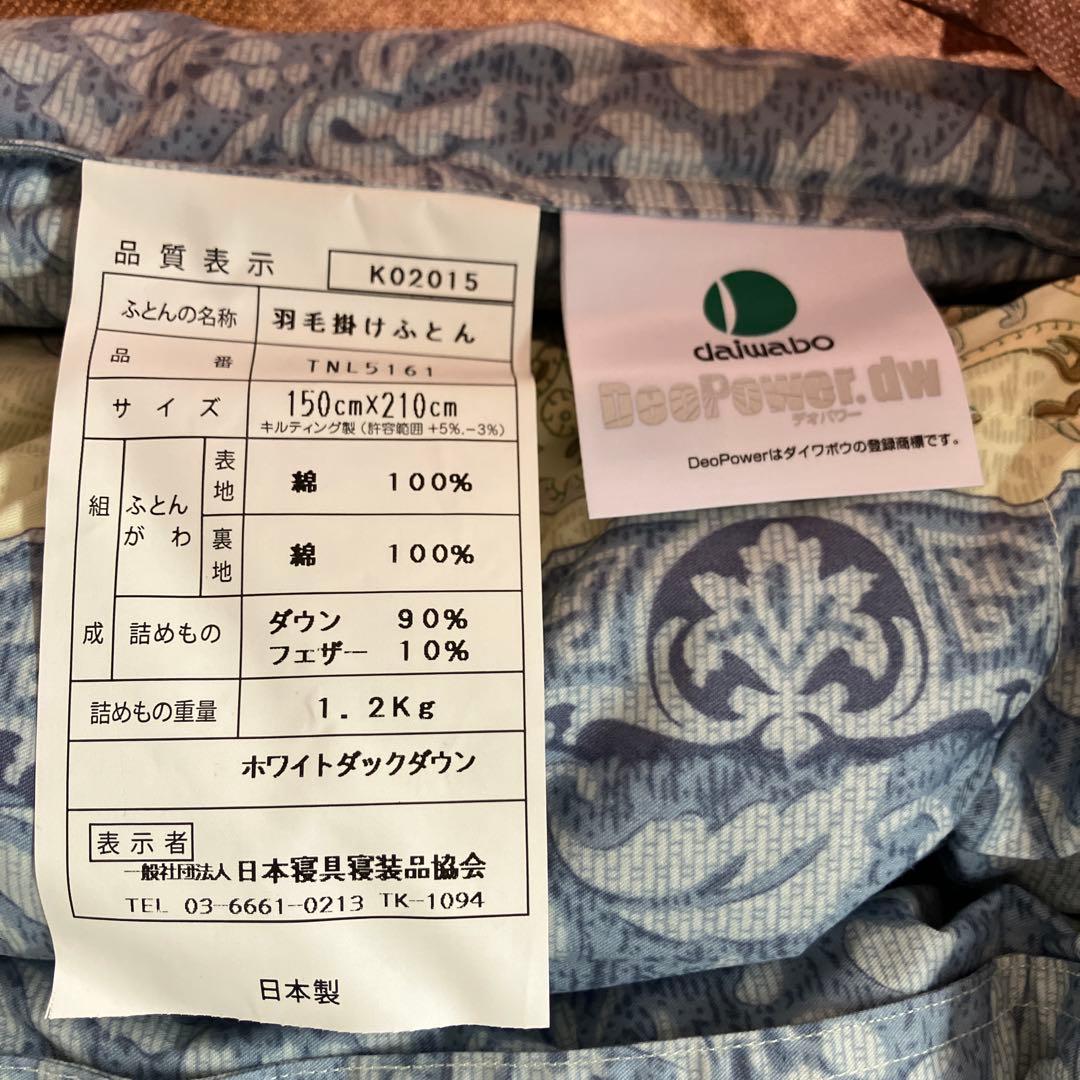 品質表示 K02015
ふとんの名称 羽毛掛けふとん
品番 TNL5161
サイズ 150cm×210cm
キルティング製(許容範囲 +5%.-3%)
組成 ふとんがわ 表地 綿 100%
裏地 綿 100%
詰めもの ダウン 90%
フェザー 10%
詰めもの重量 1.2Kg
ホワイトダックダウン
表示者
一般社団法人 日本寝具寝装品協会
TEL 03-6661-0213 TK-1094
日本製
daiwabo
DeoPower.dw
デオパワー
DeoPowerはダイワボウの登録商標です。